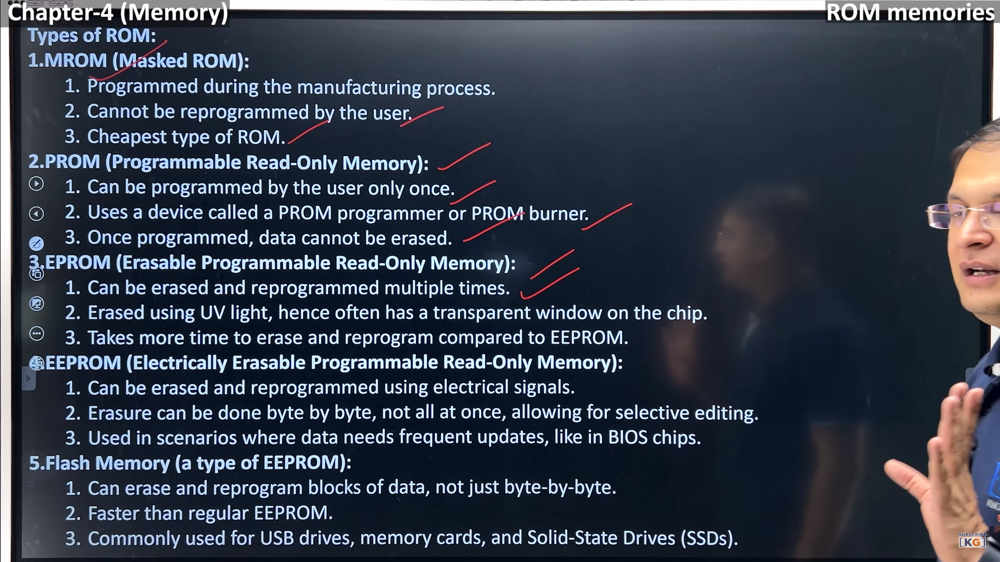 senses
Chapter-4 (Memory)
ROM memories
Types of ROM:
1.MROM (Masked ROM):
1. Programmed during the manufacturing process.
2. Cannot be reprogrammed by the user.
3. Cheapest type of ROM.
2.PROM (Programmable Read-Only Memory):
1. Can be programmed by the user only once.
2. Uses a device called a PROM programmer or PROM burner.
3. Once programmed, data cannot be erased.
3.EPROM (Erasable Programmable Read-Only Memory):
1. Can be erased and reprogrammed multiple times.
2. Erased using UV light, hence often has a transparent window on the chip.
3. Takes more time to erase and reprogram compared to EEPROM.
4.EEPROM (Electrically Erasable Programmable Read-Only Memory):
1. Can be erased and reprogrammed using electrical signals.
2. Erasure can be done byte by byte, not all at once, allowing for selective editing.
3. Used in scenarios where data needs frequent updates, like in BIOS chips.
5.Flash Memory (a type of EEPROM):
1. Can erase and reprogram blocks of data, not just byte-by-byte.
2. Faster than regular EEPROM.
3. Commonly used for USB drives, memory cards, and Solid-State Drives (SSDs).
SUBSCRIBE
[KG]